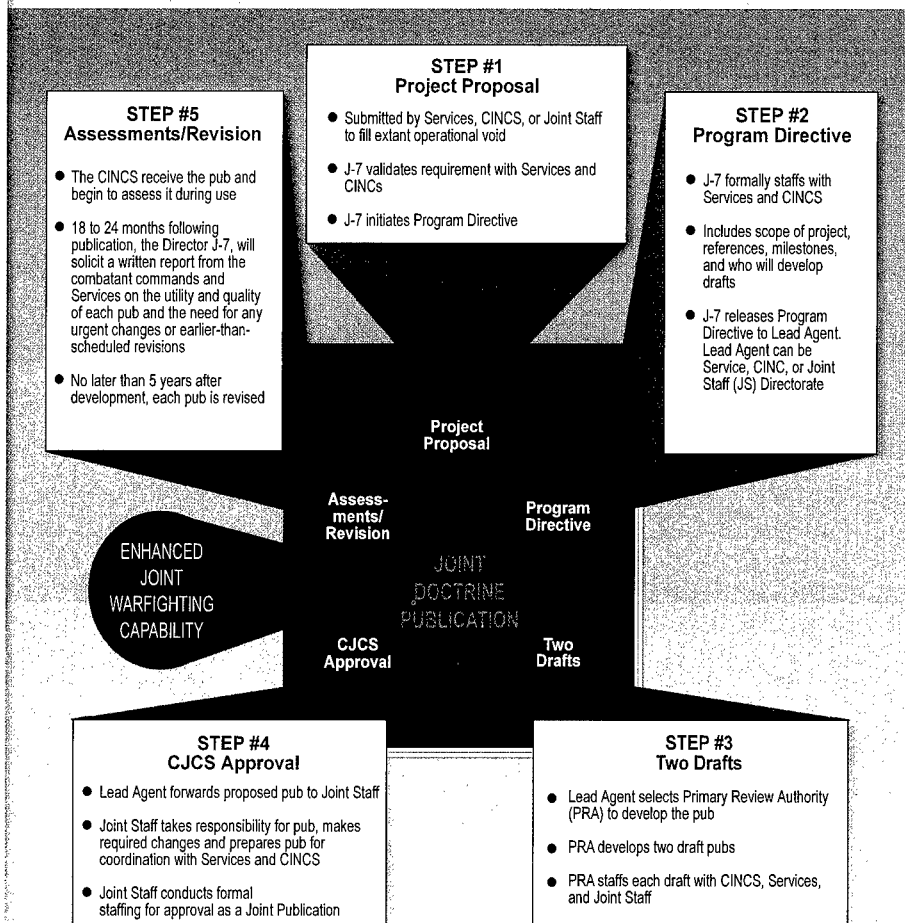 STEP #1
Project Proposal
● Submitted by Services, CINCS, or Joint Staff
to fill extant operational void
● J-7 validates requirement with Services and
CINCs
● J-7 initiates Program Directive
STEP #2
Program Directive
● J-7 formally staffs with
Services and CINCS
● Includes scope of project,
references, milestones,
and who will develop
drafts
● J-7 releases Program
Directive to Lead Agent.
Lead Agent can be
Service, CINC, or Joint
Staff (JS) Directorate
STEP #3
Two Drafts
● Lead Agent selects Primary Review Authority
(PRA) to develop the pub
● PRA develops two draft pubs
● PRA staffs each draft with CINCS, Services,
and Joint Staff
STEP #4
CJCS Approval
● Lead Agent forwards proposed pub to Joint Staff
● Joint Staff takes responsibility for pub, makes
required changes and prepares pub for
coordination with Services and CINCS
● Joint Staff conducts formal
staffing for approval as a Joint Publication
STEP #5
Assessments/Revision
● The CINCS receive the pub and
begin to assess it during use
● 18 to 24 months following
publication, the Director J-7, will
solicit a written report from the
combatant commands and
Services on the utility and quality
of each pub and the need for any
urgent changes or earlier-than-
scheduled revisions
● No later than 5 years after
development, each pub is revised
Project
Proposal
Assess-
ments/
Revision
Program
Directive
JOINT
DOCTRINE
PUBLICATION
CJCS
Approval
Two
Drafts
ENHANCED
JOINT
WARFIGHTING
CAPABILITY